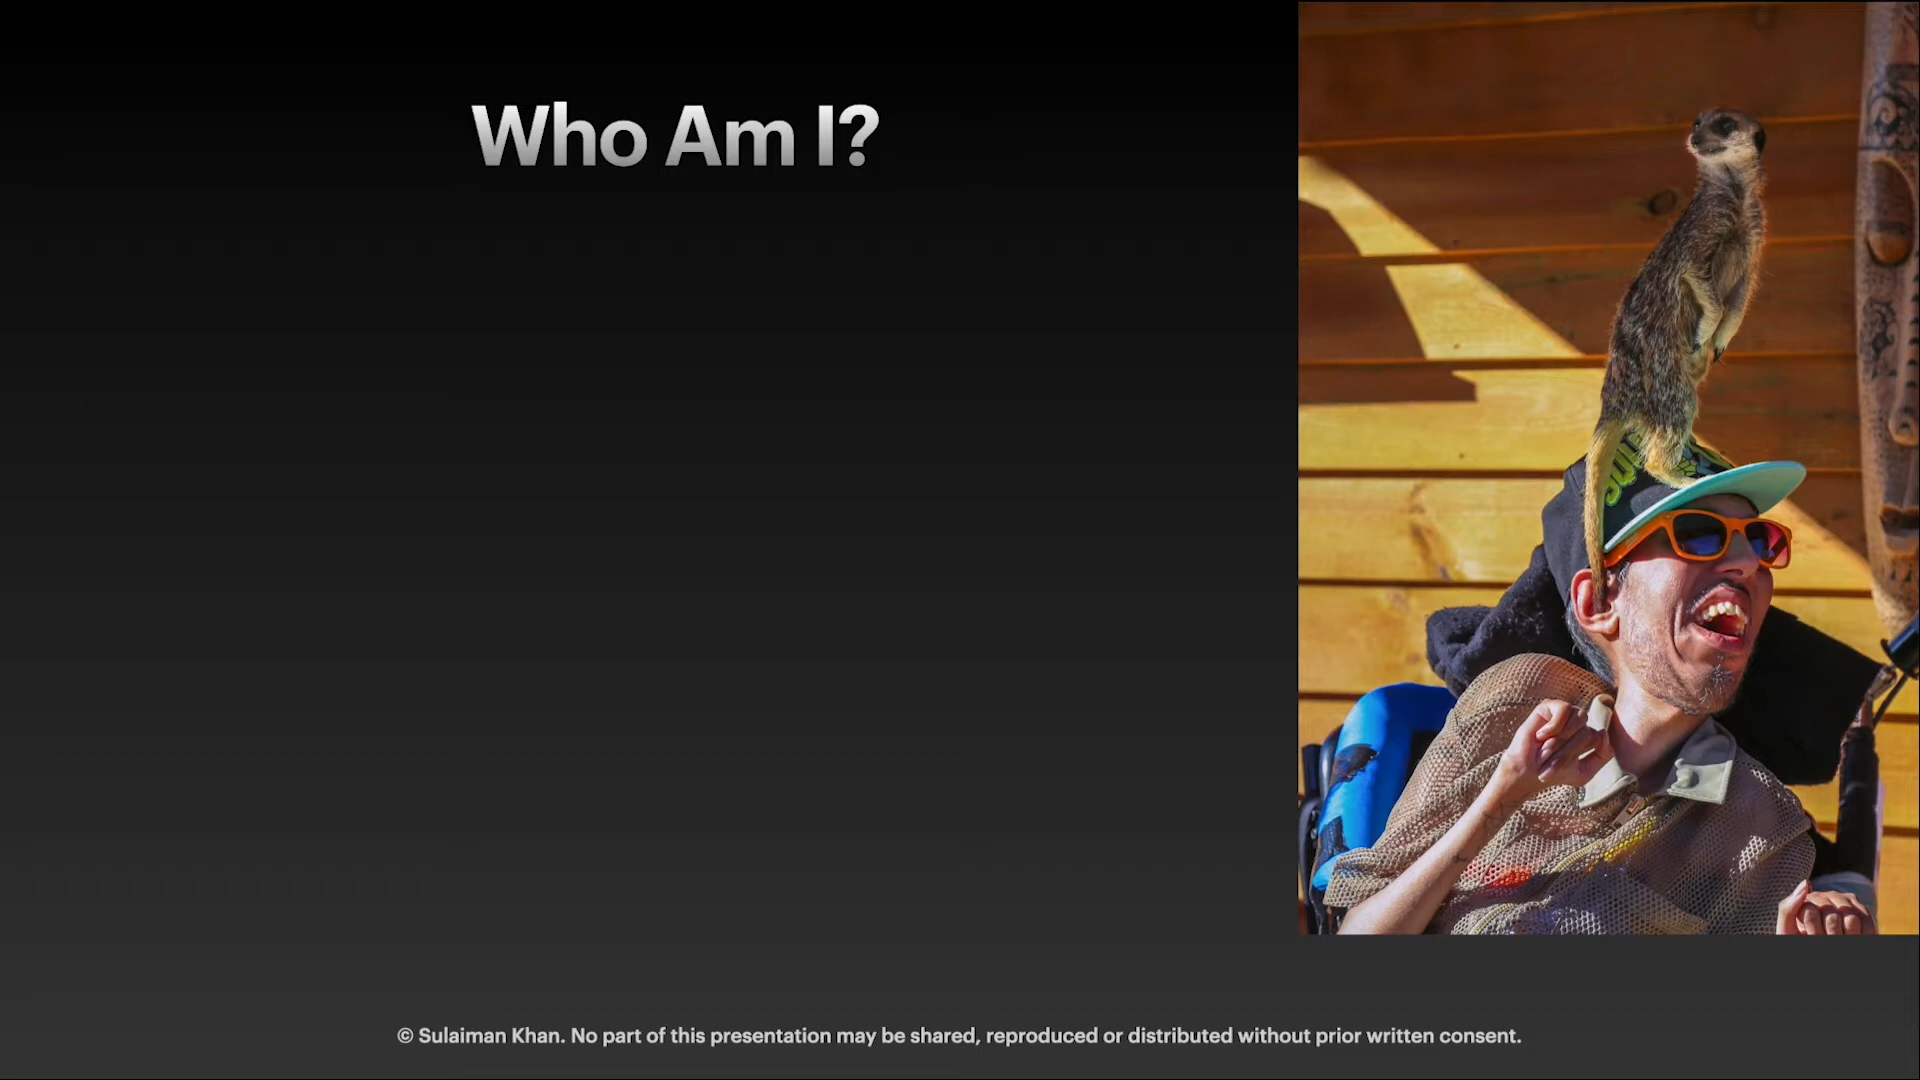 Who Am I?
© Sulaiman Khan. No part of this presentation may be shared, reproduced or distributed without prior written consent.